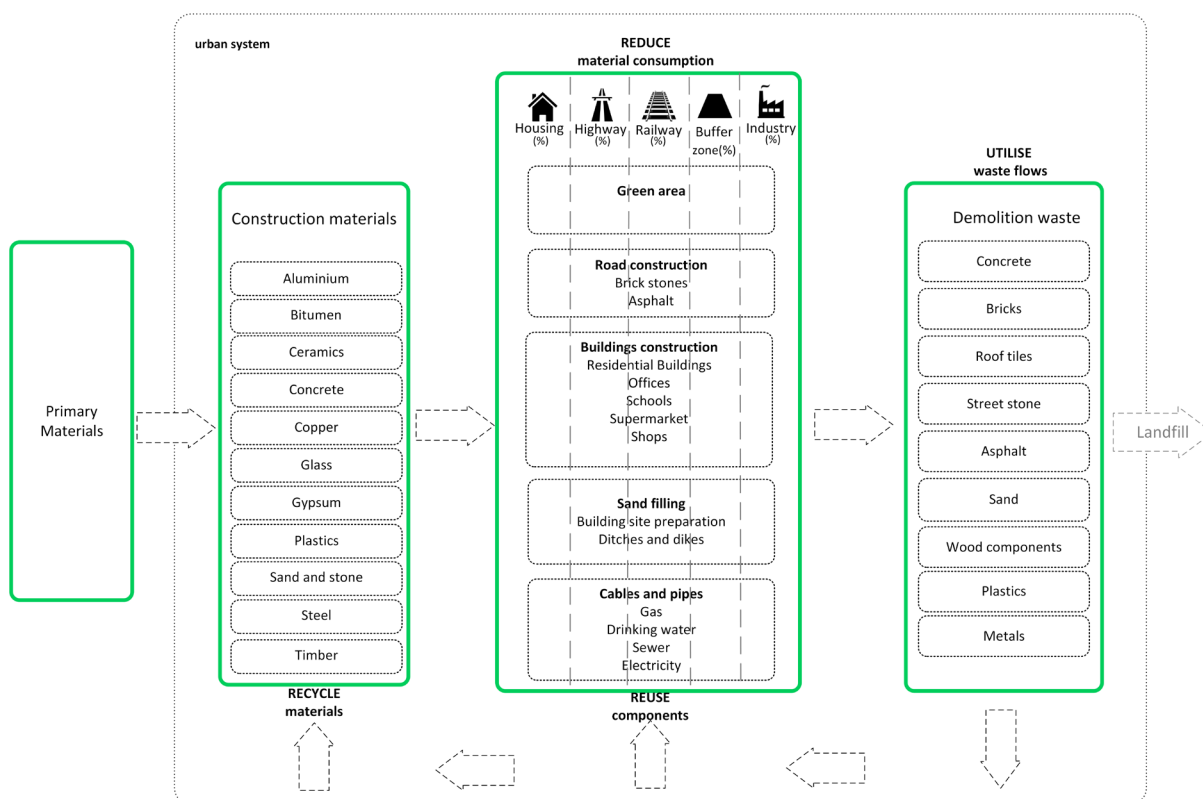 urban system
REDUCE
material consumption
Housing
(%)
Highway
(%)
Railway
(%)
Buffer
zone(%)
Industry
(%)
UTILISE
waste flows
Primary
Materials
Construction materials
Aluminium
Bitumen
Ceramics
Concrete
Copper
Glass
Gypsum
Plastics
Sand and stone
Steel
Timber
RECYCLE
materials
Green area
Road construction
Brick stones
Asphalt
Buildings construction
Residential Buildings
Offices
Schools
Supermarket
Shops
Sand filling
Building site preparation
Ditches and dikes
Cables and pipes
Gas
Drinking water
Sewer
Electricity
REUSE
components
Demolition waste
Concrete
Bricks
Roof tiles
Street stone
Asphalt
Sand
Wood components
Plastics
Metals
Landfill